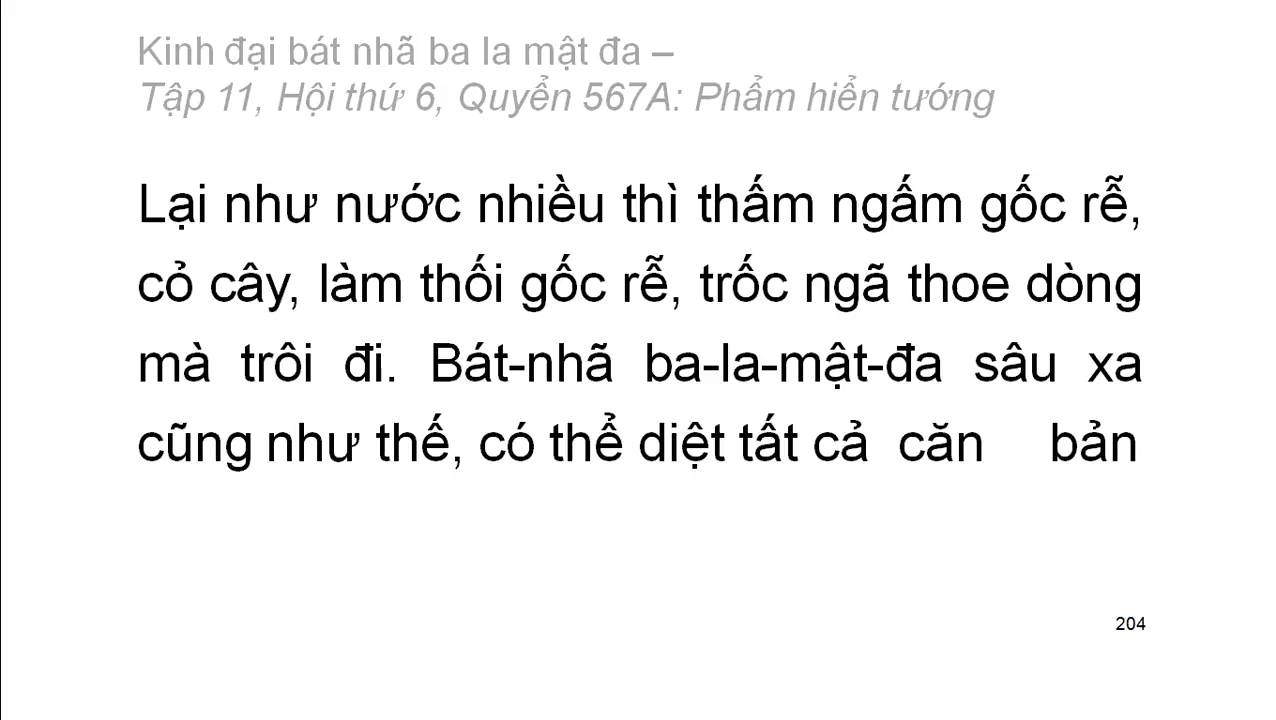 Kinh đại bát nhã ba la mật đa –
Tập 11, Hội thứ 6, Quyển 567A: Phẩm hiển tướng
Lại như nước nhiều thì thấm ngấm gốc rễ,
cỏ cây, làm thối gốc rễ, trốc ngã thoe dòng
mà trôi đi. Bát-nhã ba-la-mật-đa sâu xa
cũng như thế, có thể diệt tất cả căn bản
204